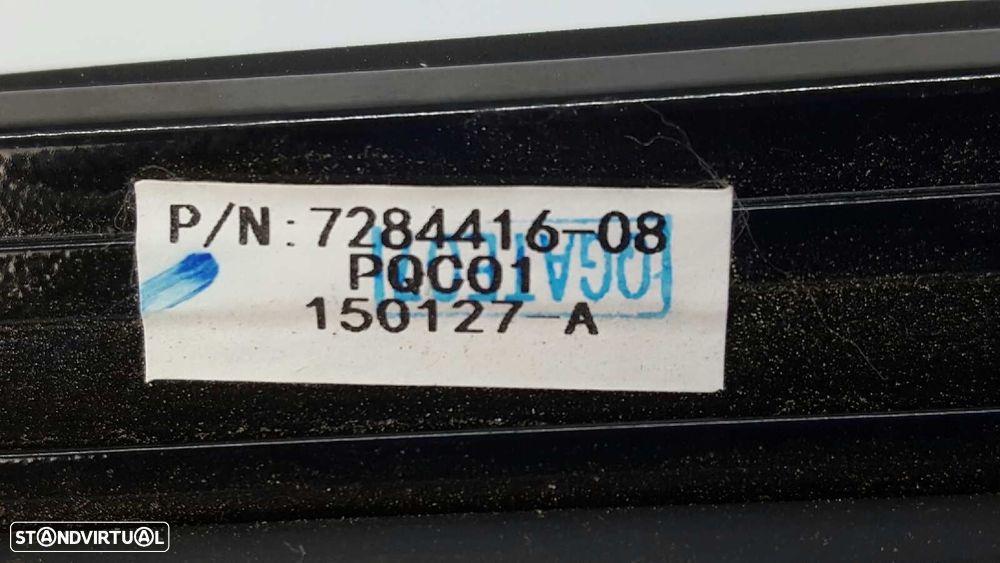 P/N:7284416-08
PQC01
150127-A
STANDVIRTUAL